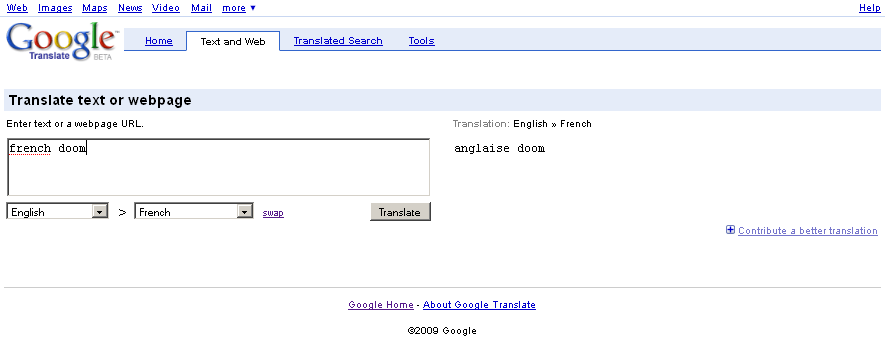 Web Images Maps News Video Mail more ▼ Help
Google™
Translate BETA
Home Text and Web Translated Search Tools
Translate text or webpage
Enter text or a webpage URL. Translation: English » French
french doom anglaise doom
English > French swap Translate
Contribute a better translation
Google Home - About Google Translate
©2009 Google